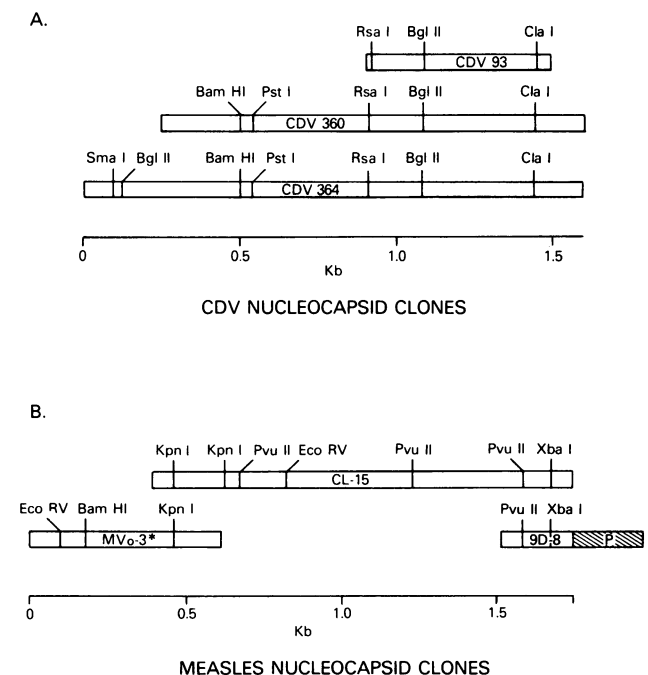 A.
Rsa I Bgl II Cla I
CDV 93
Bam HI Pst I Rsa I Bgl II Cla I
CDV 360
Sma I Bgl II Bam HI Pst I Rsa I Bgl II Cla I
CDV 364
0 0.5 1.0 1.5
Kb
CDV NUCLEOCAPSID CLONES
B.
Kpn I Kpn I Pvu II Eco RV Pvu II Pvu II Xba I
CL-15
Eco RV Bam HI Kpn I Pvu II Xba I
MVo-3* 9D-8 P
0 0.5 1.0 1.5
Kb
MEASLES NUCLEOCAPSID CLONES